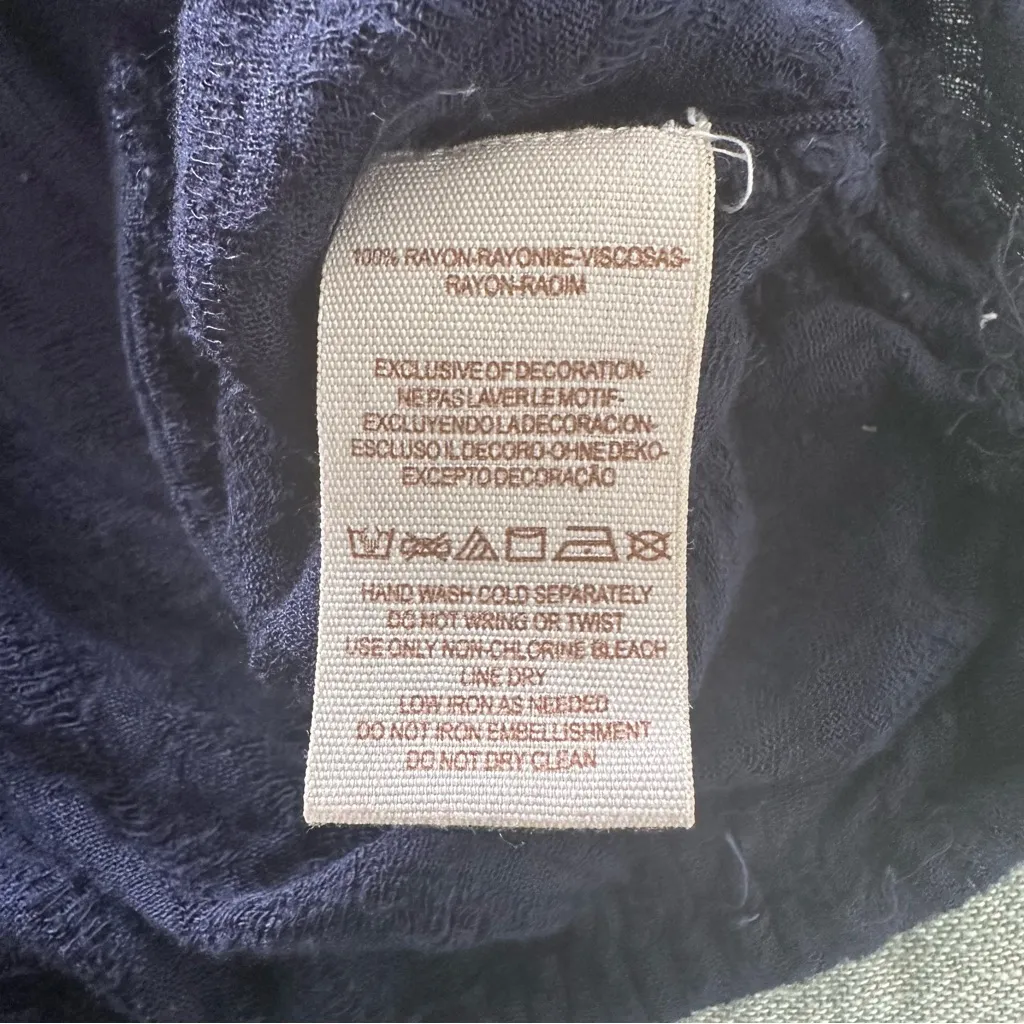 100% RAYON-RAYONNE-VISCOSAS-
RAYON-RADIM
EXCLUSIVE OF DECORATION-
NE PAS LAVER LE MOTIF-
EXCLUYENDO LA DECORACION-
ESCLUSO IL DECORO-OHNE DEKO-
EXCEPTO DECORAÇÃO
HAND WASH COLD SEPARATELY
DO NOT WRING OR TWIST
USE ONLY NON-CHLORINE BLEACH
LINE DRY
LOW IRON AS NEEDED
DO NOT IRON EMBELLISHMENT
DO NOT DRY CLEAN